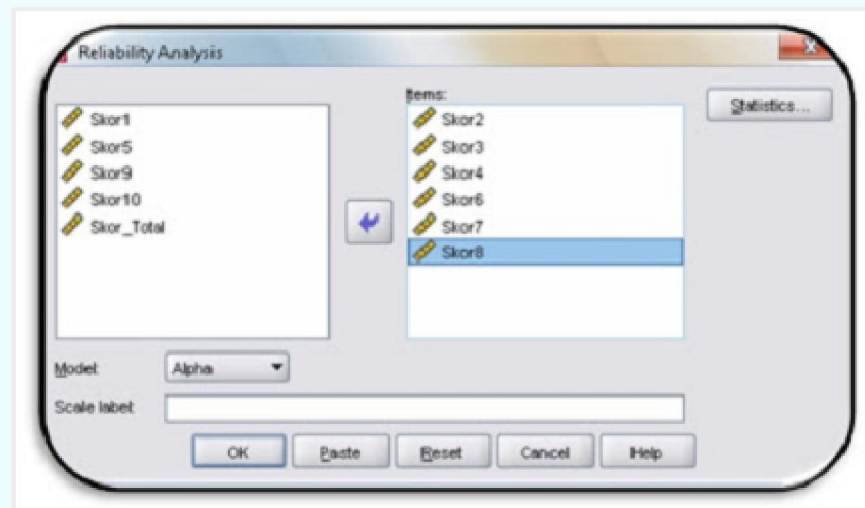 Reliability Analysis
Skor1
Skor5
Skor9
Skor10
Skor_Total
Items:
Skor2
Skor3
Skor4
Skor6
Skor7
Skor8
Statistics...
Model:
Alpha
Scale label:
OK
Paste
Reset
Cancel
Help